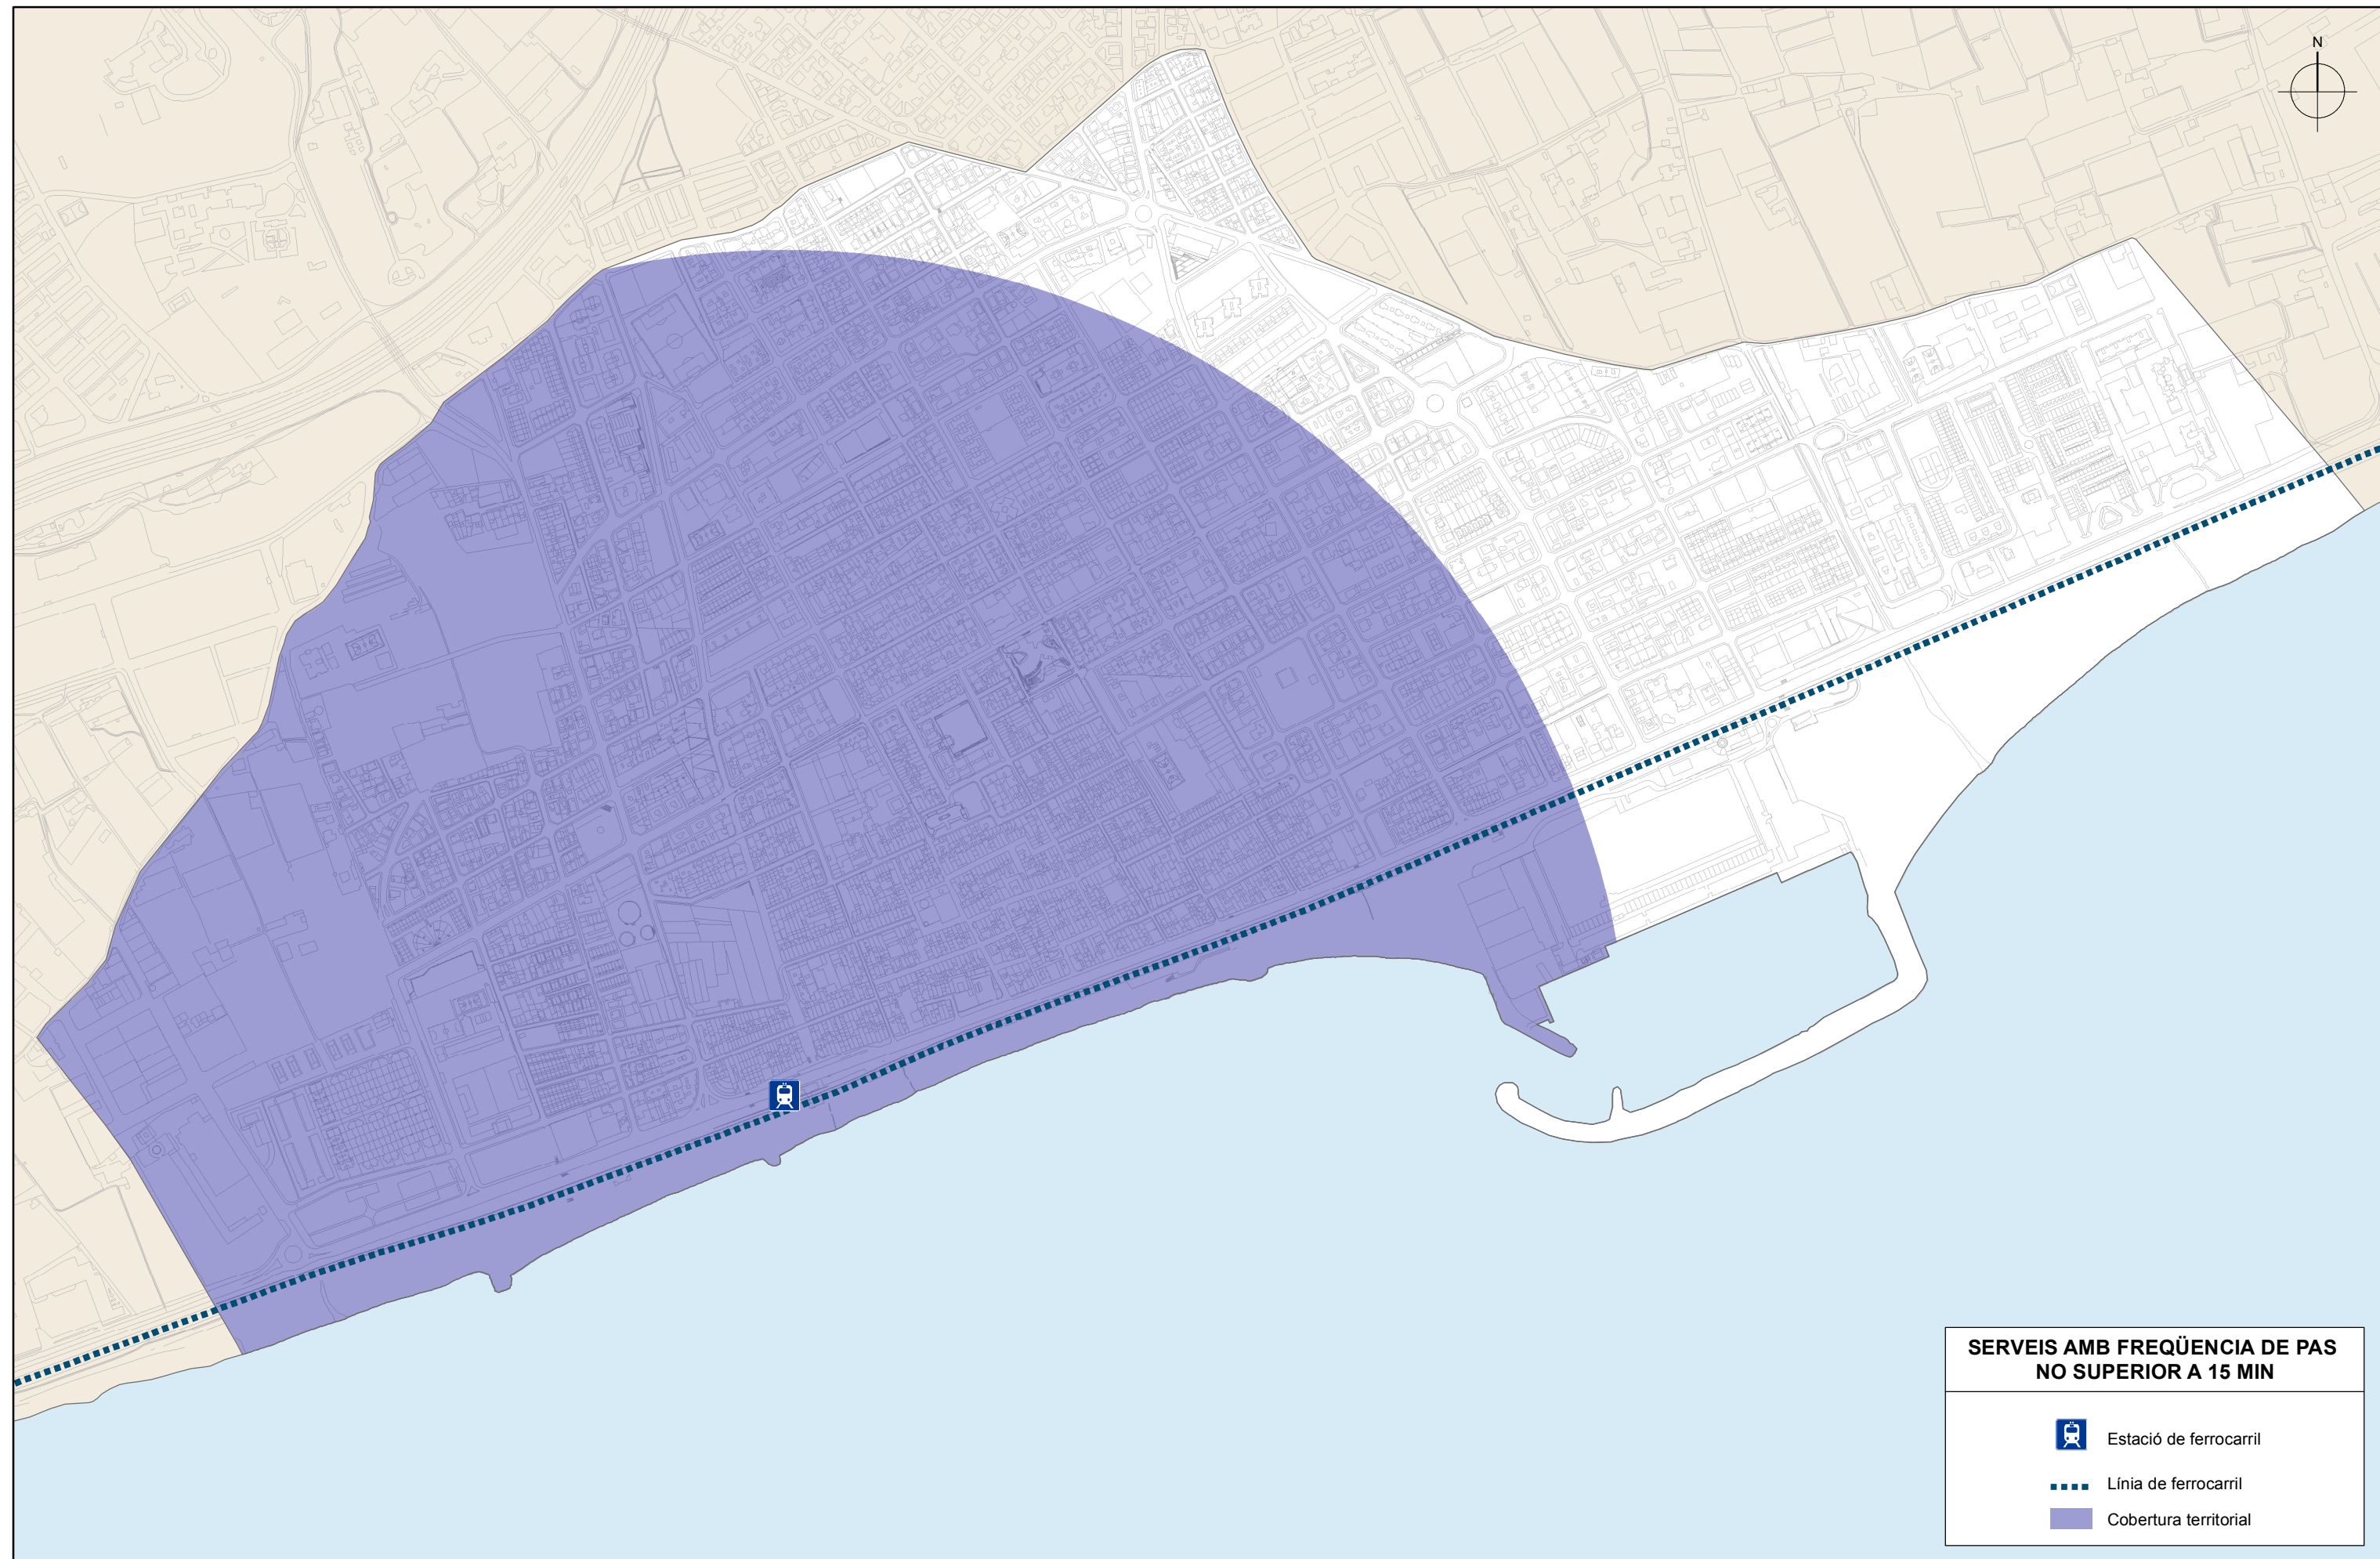 N
SERVEIS AMB FREQÜENCIA DE PAS
NO SUPERIOR A 15 MIN
Estació de ferrocarril
Línia de ferrocarril
Cobertura territorial